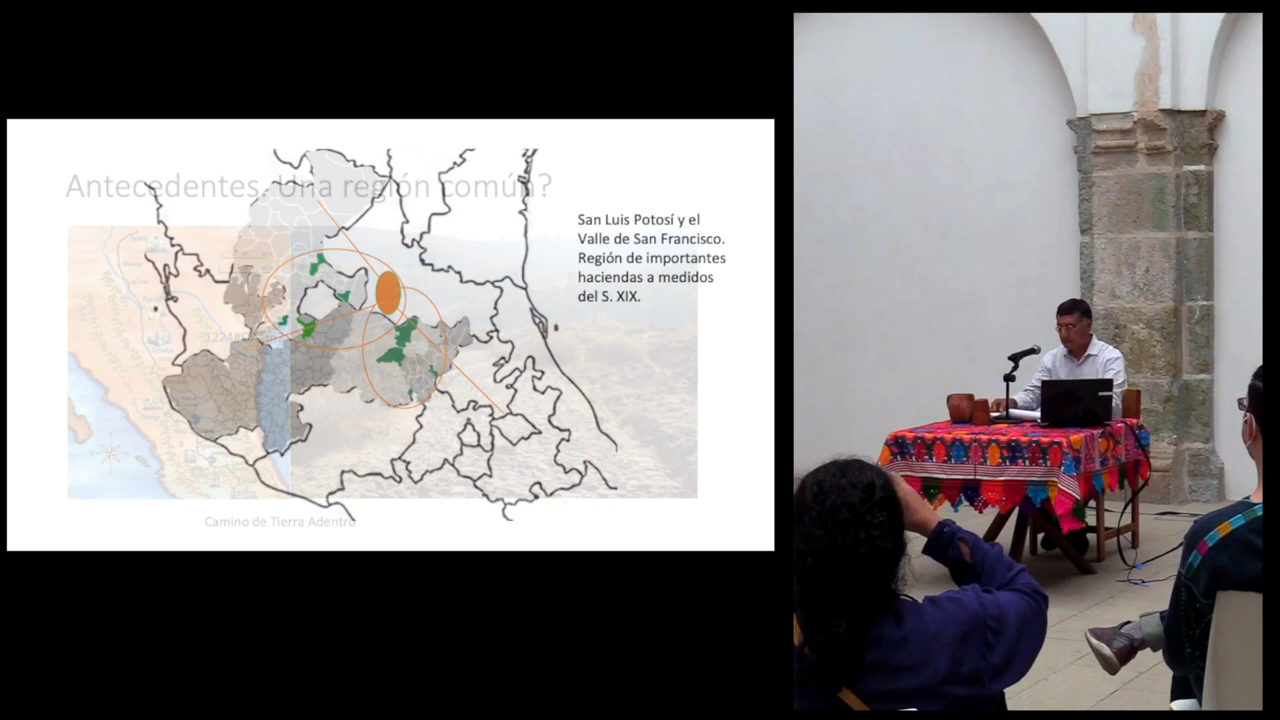 Antecedentes. Una región común?
San Luis Potosí y el
Valle de San Francisco.
Región de importantes
haciendas a medidos
del S. XIX.
Camino de Tierra Adentro